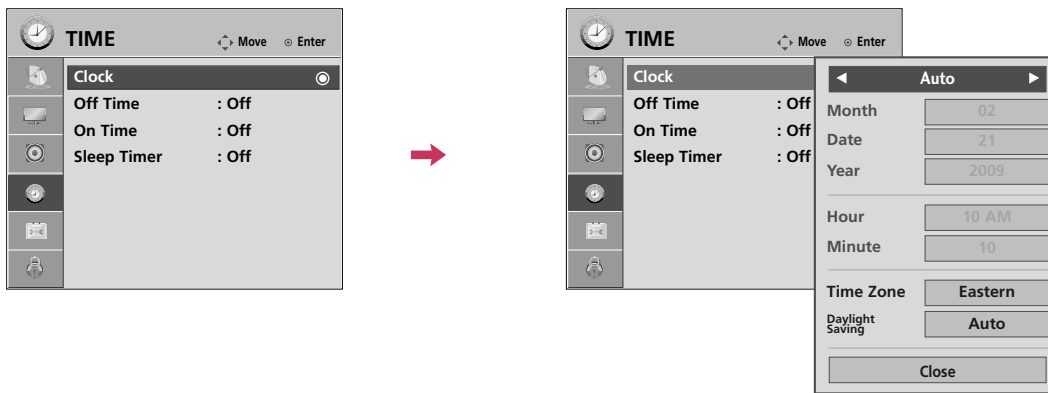 TIME Move Enter
Clock
Off Time : Off
On Time : Off
Sleep Timer : Off
TIME Move Enter
Clock
Off Time : Off
On Time : Off
Sleep Timer : Off
Auto
Month 02
Date 21
Year 2009
Hour 10 AM
Minute 10
Time Zone Eastern
Daylight
Saving Auto
Close